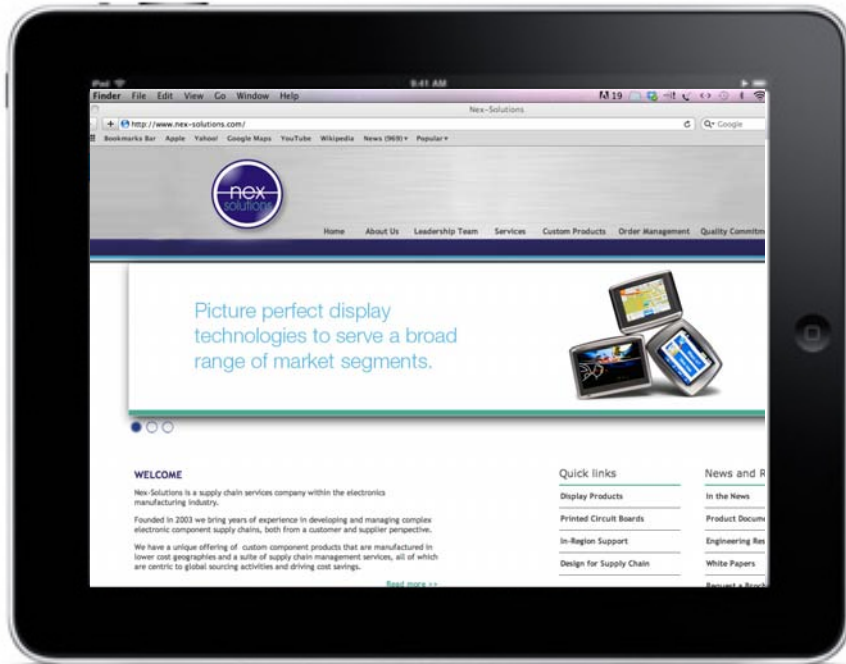 iPad 9:41 AM
Finder File Edit View Go Window Help 19
Nex-Solutions
http://www.nex-solutions.com/ Google
Bookmarks Bar Apple Yahoo! Google Maps YouTube Wikipedia News (969) Popular
nex
solutions
Home About Us Leadership Team Services Custom Products Order Management Quality Commitm
Picture perfect display
technologies to serve a broad
range of market segments.
WELCOME
Nex-Solutions is a supply chain services company within the electronics
manufacturing industry.
Founded in 2003 we bring years of experience in developing and managing complex
electronic component supply chains, both from a customer and supplier perspective.
We have a unique offering of custom component products that are manufactured in
lower cost geographies and a suite of supply chain management services, all of which
are centric to global sourcing activities and driving cost savings.
Read more >>
Quick links
Display Products
Printed Circuit Boards
In-Region Support
Design for Supply Chain
News and R
In the News
Product Docume
Engineering Res
White Papers
Request a Broch